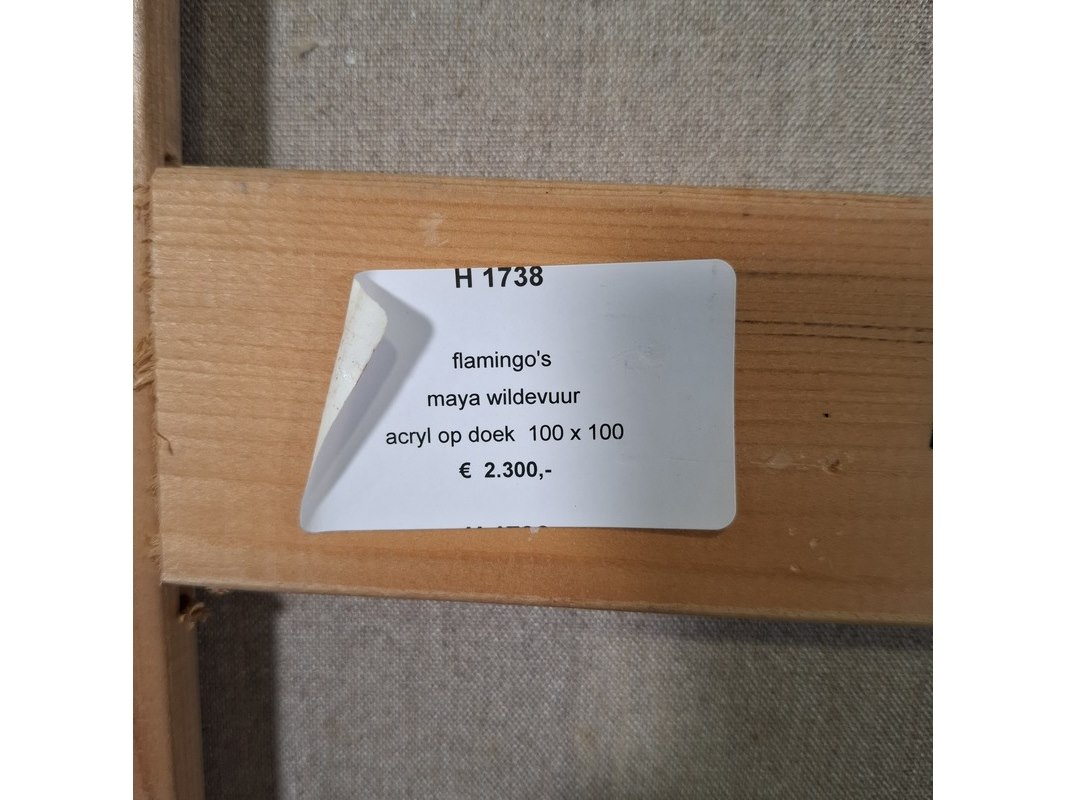 H 1738
flamingo's
maya wildevuur
acryl op doek 100 x 100
€ 2.300,-